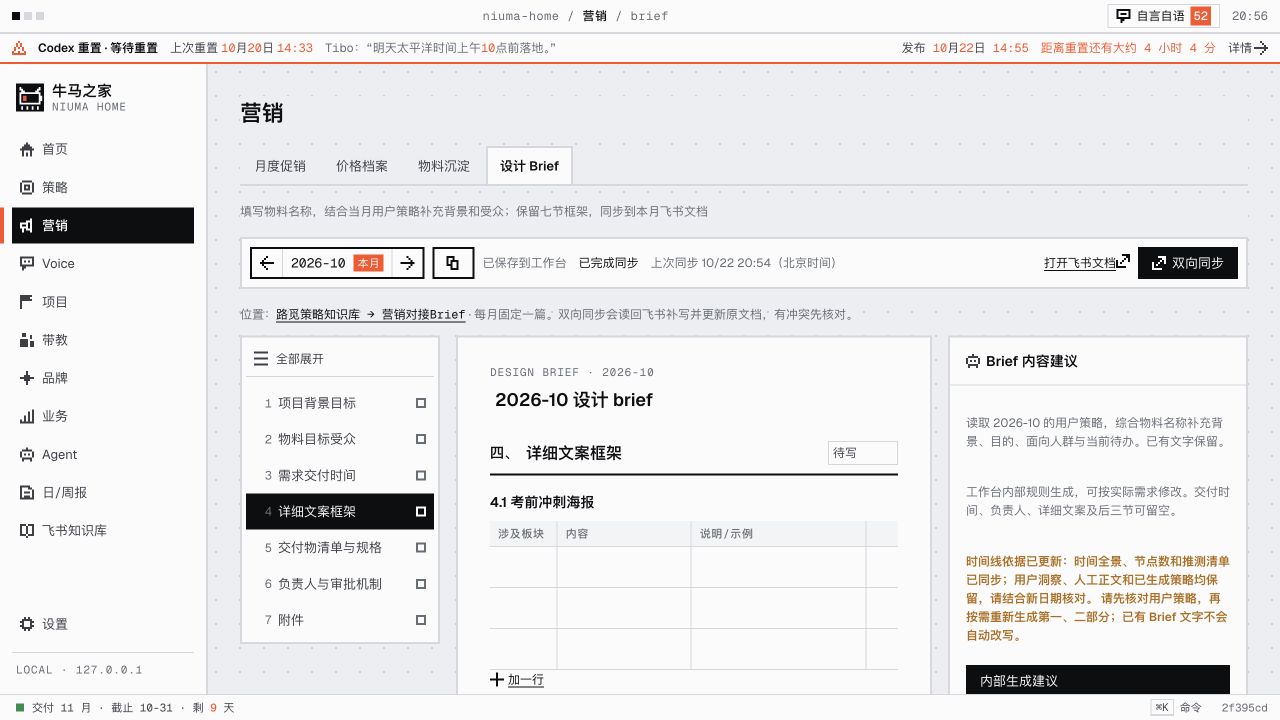 niuma-home / 营销 / brief
自言自语 52 20:56
Codex 重置·等待重置 上次重置 10月20日 14:33 Tibo：“明天太平洋时间上午10点前落地。” 发布 10月22日 14:55 距离重置还有大约 4 小时 4 分 详情
牛马之家
NIUMA HOME
首页
策略
营销
Voice
项目
带教
品牌
业务
Agent
日/周报
飞书知识库
设置
LOCAL · 127.0.0.1
营销
月度促销 价格档案 物料沉淀 设计 Brief
填写物料名称，结合当月用户策略补充背景和受众；保留七节框架，同步到本月飞书文档
2026-10 本月 已保存到工作台 已完成同步 上次同步 10/22 20:54（北京时间） 打开飞书文档 双向同步
位置： 路觅策略知识库 → 营销对接Brief · 每月固定一篇。双向同步会读回飞书补写并更新原文档，有冲突先核对。
全部展开
1 项目背景目标
2 物料目标受众
3 需求交付时间
4 详细文案框架
5 交付物清单与规格
6 负责人与审批机制
7 附件
DESIGN BRIEF · 2026-10
2026-10 设计 brief
四、 详细文案框架 待写
4.1 考前冲刺海报
涉及板块 内容 说明/示例
加一行
Brief 内容建议
读取 2026-10 的用户策略，综合物料名称补充背
景、目的、面向人群与当前待办。已有文字保留。
工作台内部规则生成，可按实际需求修改。交付时
间、负责人、详细文案及后三节可留空。
时间线依据已更新：时间全景、节点数和推测清单
已同步；用户洞察、人工正文和已生成策略均保
留，请结合新日期核对。 请先核对用户策略，再
按需重新生成第一、二部分；已有 Brief 文字不会
自动改写。
内部生成建议
交付 11 月 · 截止 10-31 · 剩 9 天 ⌘K 命令 2f395cd